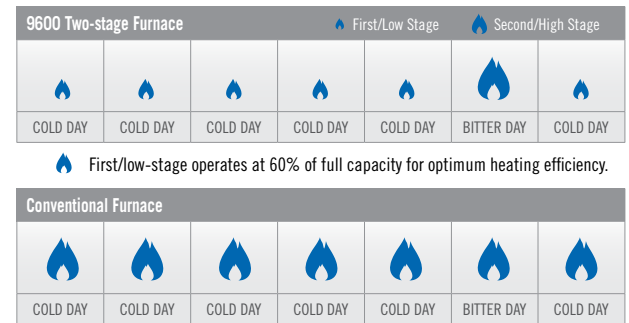 9600 Two-stage Furnace First/Low Stage Second/High Stage
COLD DAY COLD DAY COLD DAY COLD DAY COLD DAY BITTER DAY COLD DAY
First/low-stage operates at 60% of full capacity for optimum heating efficiency.
Conventional Furnace
COLD DAY COLD DAY COLD DAY COLD DAY COLD DAY BITTER DAY COLD DAY